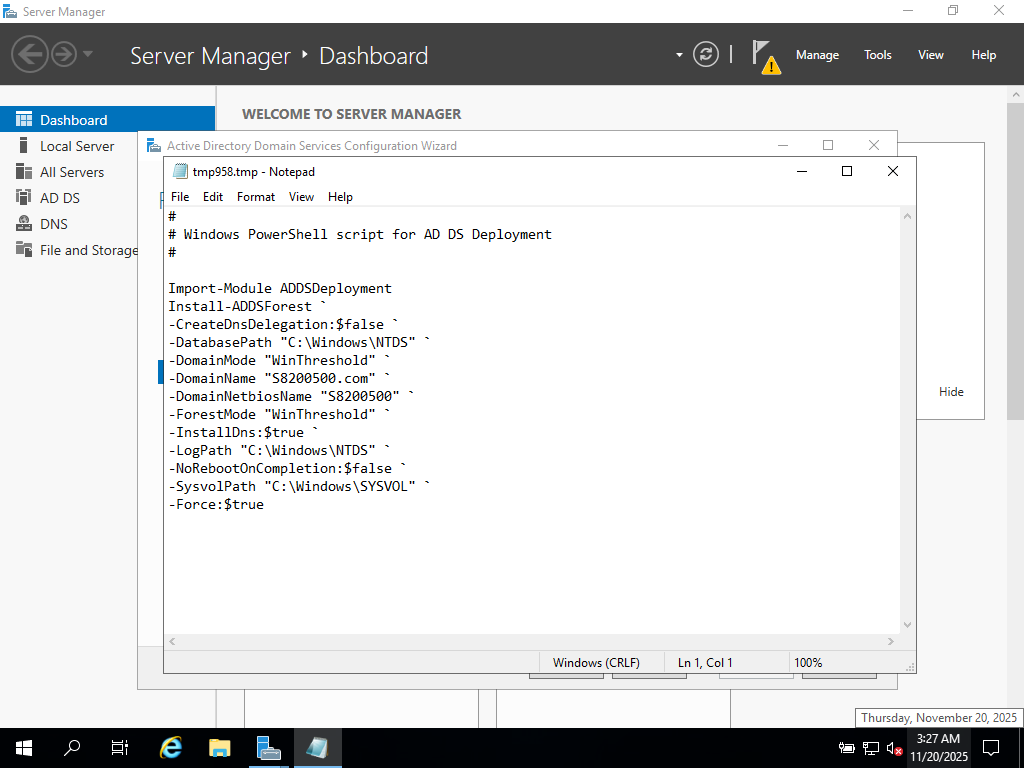 Server Manager
Server Manager ‣ Dashboard
Manage Tools View Help
Dashboard
Local Server
All Servers
AD DS
DNS
File and Storage
WELCOME TO SERVER MANAGER
Active Directory Domain Services Configuration Wizard
tmp958.tmp - Notepad
File Edit Format View Help
#
# Windows PowerShell script for AD DS Deployment
#
Import-Module ADDSDeployment
Install-ADDSForest `
-CreateDnsDelegation:$false `
-DatabasePath "C:\Windows\NTDS" `
-DomainMode "WinThreshold" `
-DomainName "S8200500.com" `
-DomainNetbiosName "S8200500" `
-ForestMode "WinThreshold" `
-InstallDns:$true `
-LogPath "C:\Windows\NTDS" `
-NoRebootOnCompletion:$false `
-SysvolPath "C:\Windows\SYSVOL" `
-Force:$true
Hide
Windows (CRLF) Ln 1, Col 1 100%
Thursday, November 20, 2025
3:27 AM
11/20/2025